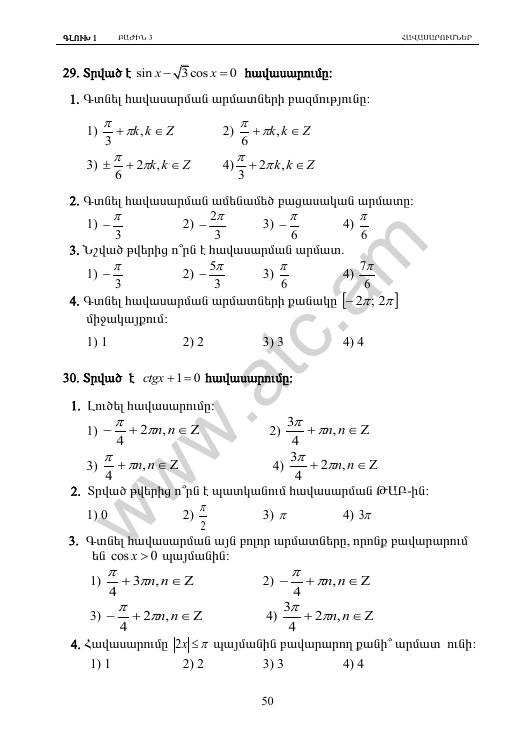 ԳԼՈՒԽ 1 ԲԱԺԻՆ 3 ՀԱՎԱՍԱՐՈՒՄՆԵՐ
29. Տրված է sin x − √3 cos x = 0 հավասարումը:
1. Գտնել հավասարման արմատների բազմությունը:
1) π/3 + πk, k ∈ Z 2) π/6 + πk, k ∈ Z
3) ± π/6 + 2πk, k ∈ Z 4) π/3 + 2πk, k ∈ Z
2. Գտնել հավասարման ամենամեծ բացասական արմատը:
1) − π/3 2) − 2π/3 3) − π/6 4) π/6
3. Նշված թվերից ո՞րն է հավասարման արմատ.
1) − π/3 2) − 5π/3 3) π/6 4) 7π/6
4. Գտնել հավասարման արմատների քանակը [−2π; 2π]
միջակայքում:
1) 1 2) 2 3) 3 4) 4
30. Տրված է ctgx + 1 = 0 հավասարումը:
1. Լուծել հավասարումը:
1) − π/4 + 2πn, n ∈ Z 2) 3π/4 + πn, n ∈ Z
3) π/4 + πn, n ∈ Z 4) 3π/4 + 2πn, n ∈ Z
2. Տրված թվերից ո՞րն է պատկանում հավասարման ԹԱԲ-ին:
1) 0 2) π/2 3) π 4) 3π
3. Գտնել հավասարման այն բոլոր արմատները, որոնք բավարարում
են cos x > 0 պայմանին:
1) π/4 + 3πn, n ∈ Z 2) − π/4 + πn, n ∈ Z
3) − π/4 + 2πn, n ∈ Z 4) 3π/4 + 2πn, n ∈ Z
4. Հավասարումը |2x| ≤ π պայմանին բավարարող քանի՞ արմատ ունի:
1) 1 2) 2 3) 3 4) 4
50
www.atc.am